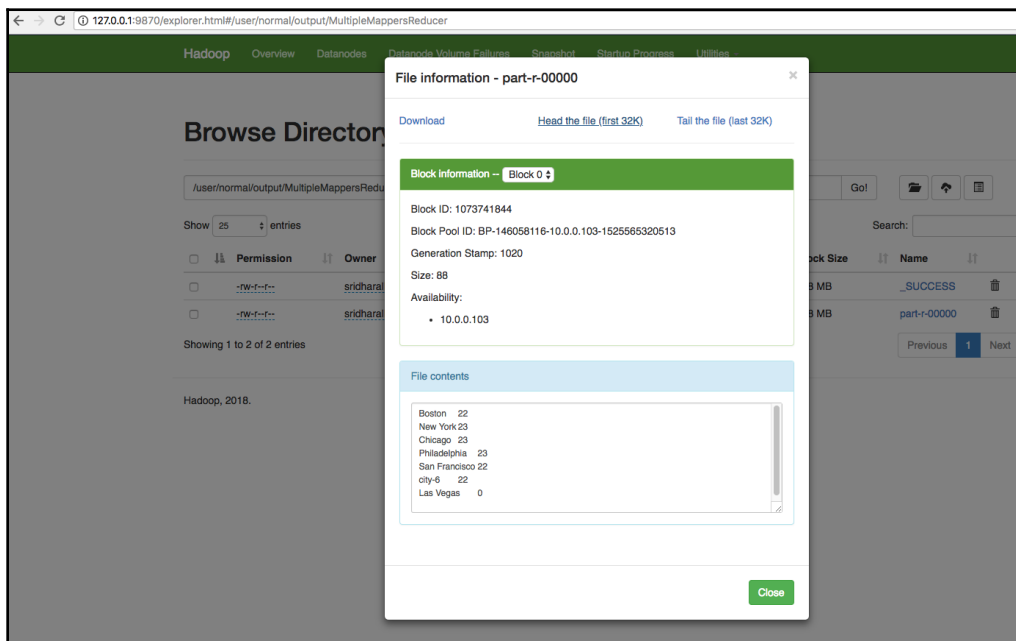 127.0.0.1:9870/explorer.html#/user/normal/output/MultipleMappersReducer
Hadoop Overview Datanodes Datanode Volume Failures Snapshot Startup Progress Utilities
File information - part-r-00000 ×
Download Head the file (first 32K) Tail the file (last 32K)
Browse Directory
Block information -- Block 0
/user/normal/output/MultipleMappersRedu Go!
Block ID: 1073741844
Block Pool ID: BP-146058116-10.0.0.103-1525565320513
Show 25 entries Search:
Generation Stamp: 1020
Permission Owner ock Size Name
Size: 88
-rw-r--r-- sridharal MB _SUCCESS
Availability:
-rw-r--r-- sridharal MB part-r-00000
• 10.0.0.103
Showing 1 to 2 of 2 entries Previous 1 Next
File contents
Hadoop, 2018.
Boston 22
New York 23
Chicago 23
Philadelphia 23
San Francisco 22
city-6 22
Las Vegas 0
Close